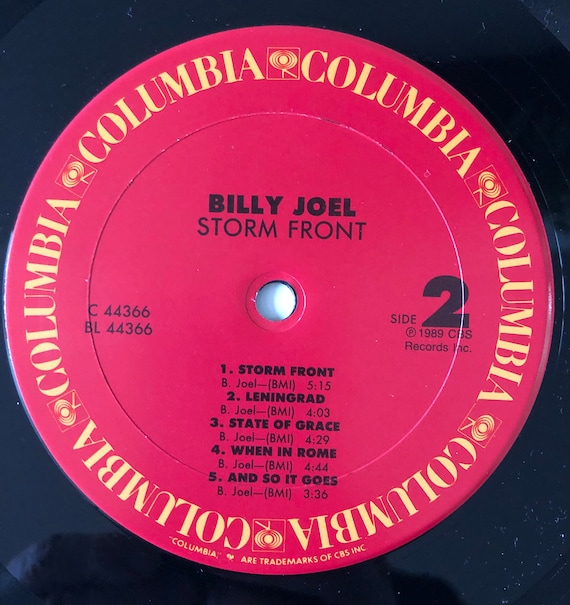 COLUMBIA COLUMBIA COLUMBIA COLUMBIA COLUMBIA COLUMBIA COLUMBIA COLUMBIA
BILLY JOEL
STORM FRONT
C 44366
BL 44366
SIDE 2
Ⓟ 1989 CBS
Records Inc.
1. STORM FRONT
B. Joel—(BMI) 5:15
2. LENINGRAD
B. Joel—(BMI) 4:03
3. STATE OF GRACE
B. Joel—(BMI) 4:29
4. WHEN IN ROME
B. Joel—(BMI) 4:44
5. AND SO IT GOES
B. Joel—(BMI) 3:36
"COLUMBIA," ARE TRADEMARKS OF CBS INC.